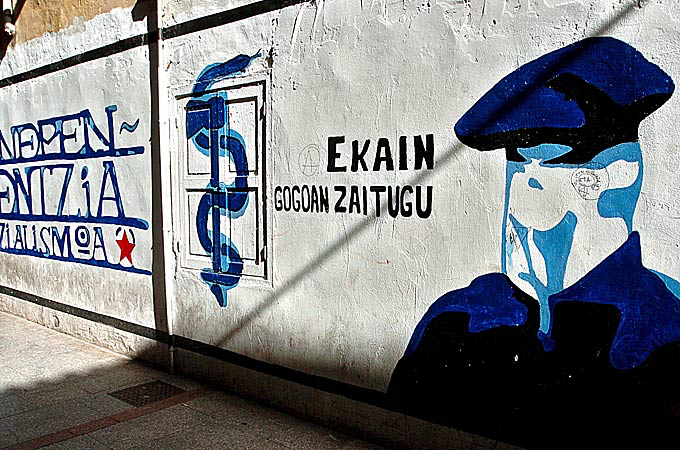 NDEPEN~
ENTZIA
ZIALISMOA
EKAIN
GOGOAN ZAITUGU